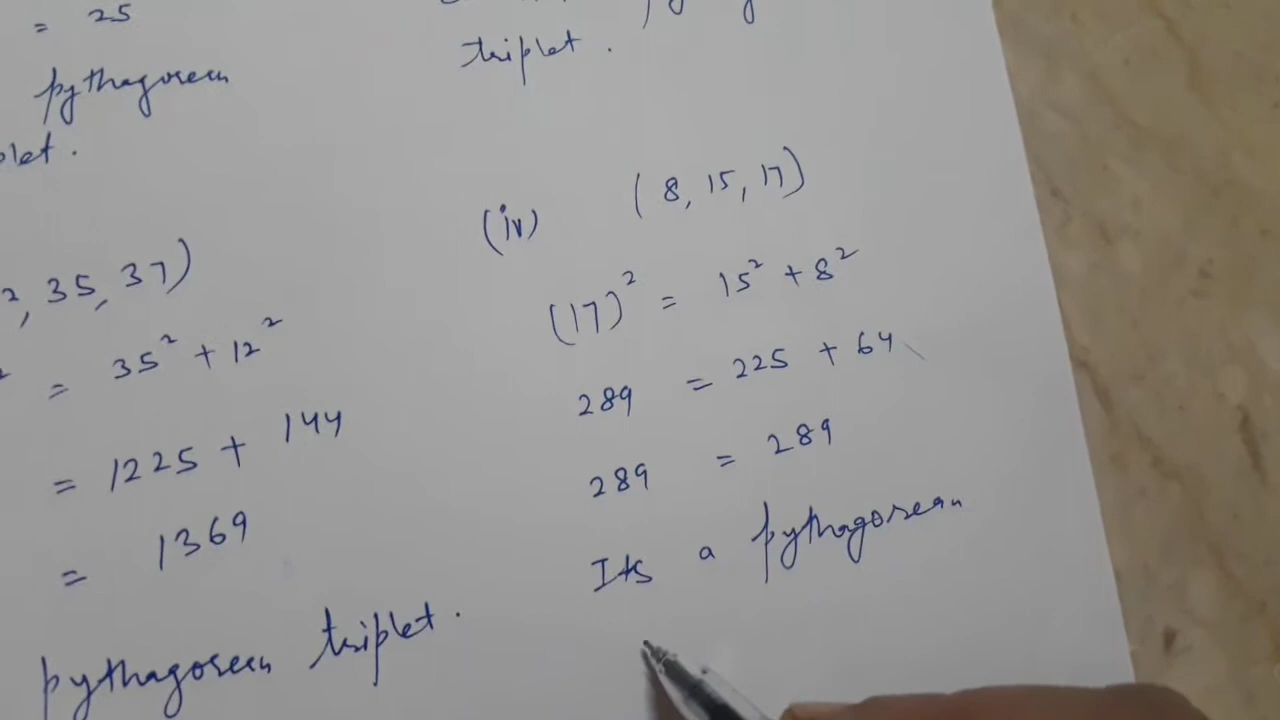 = 25
pythagorean
plet.
triplet.
2, 35, 37)
= 35² + 12²
= 1225 + 144
= 1369
pythagorean triplet.
(iv) (8, 15, 17)
(17)² = 15² + 8²
289 = 225 + 64
289 = 289
Its a pythagorean